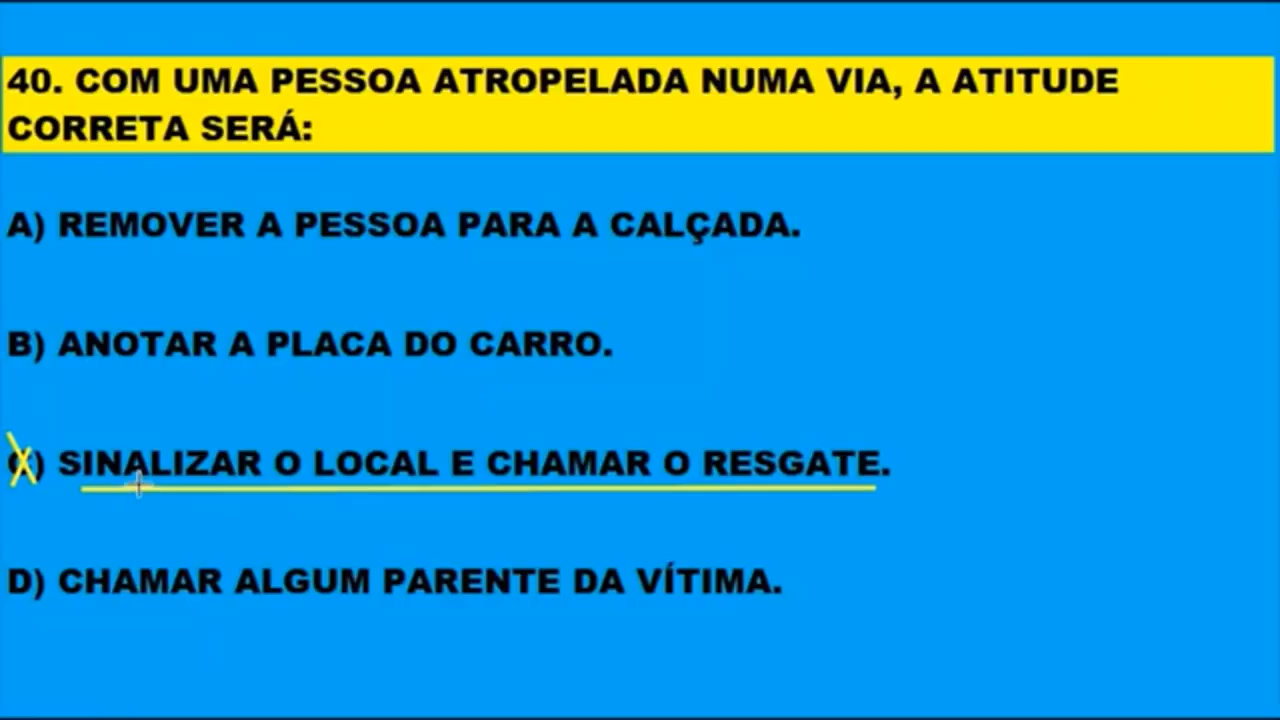 40. COM UMA PESSOA ATROPELADA NUMA VIA, A ATITUDE
CORRETA SERÁ:
A) REMOVER A PESSOA PARA A CALÇADA.
B) ANOTAR A PLACA DO CARRO.
C) SINALIZAR O LOCAL E CHAMAR O RESGATE.
D) CHAMAR ALGUM PARENTE DA VÍTIMA.